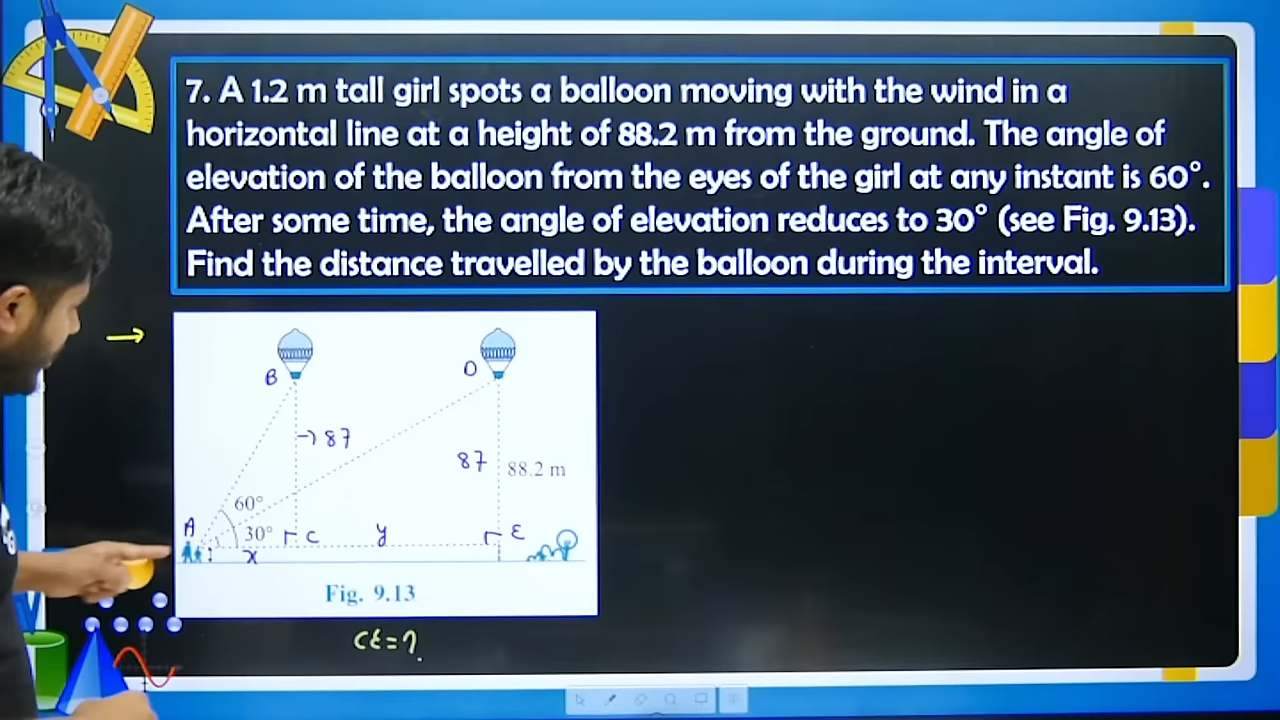 7. A 1.2 m tall girl spots a balloon moving with the wind in a
horizontal line at a height of 88.2 m from the ground. The angle of
elevation of the balloon from the eyes of the girl at any instant is 60°.
After some time, the angle of elevation reduces to 30° (see Fig. 9.13).
Find the distance travelled by the balloon during the interval.
→
B
D
→ 87
87
88.2 m
60°
A
30°
C
y
E
x
Fig. 9.13
CE = ?